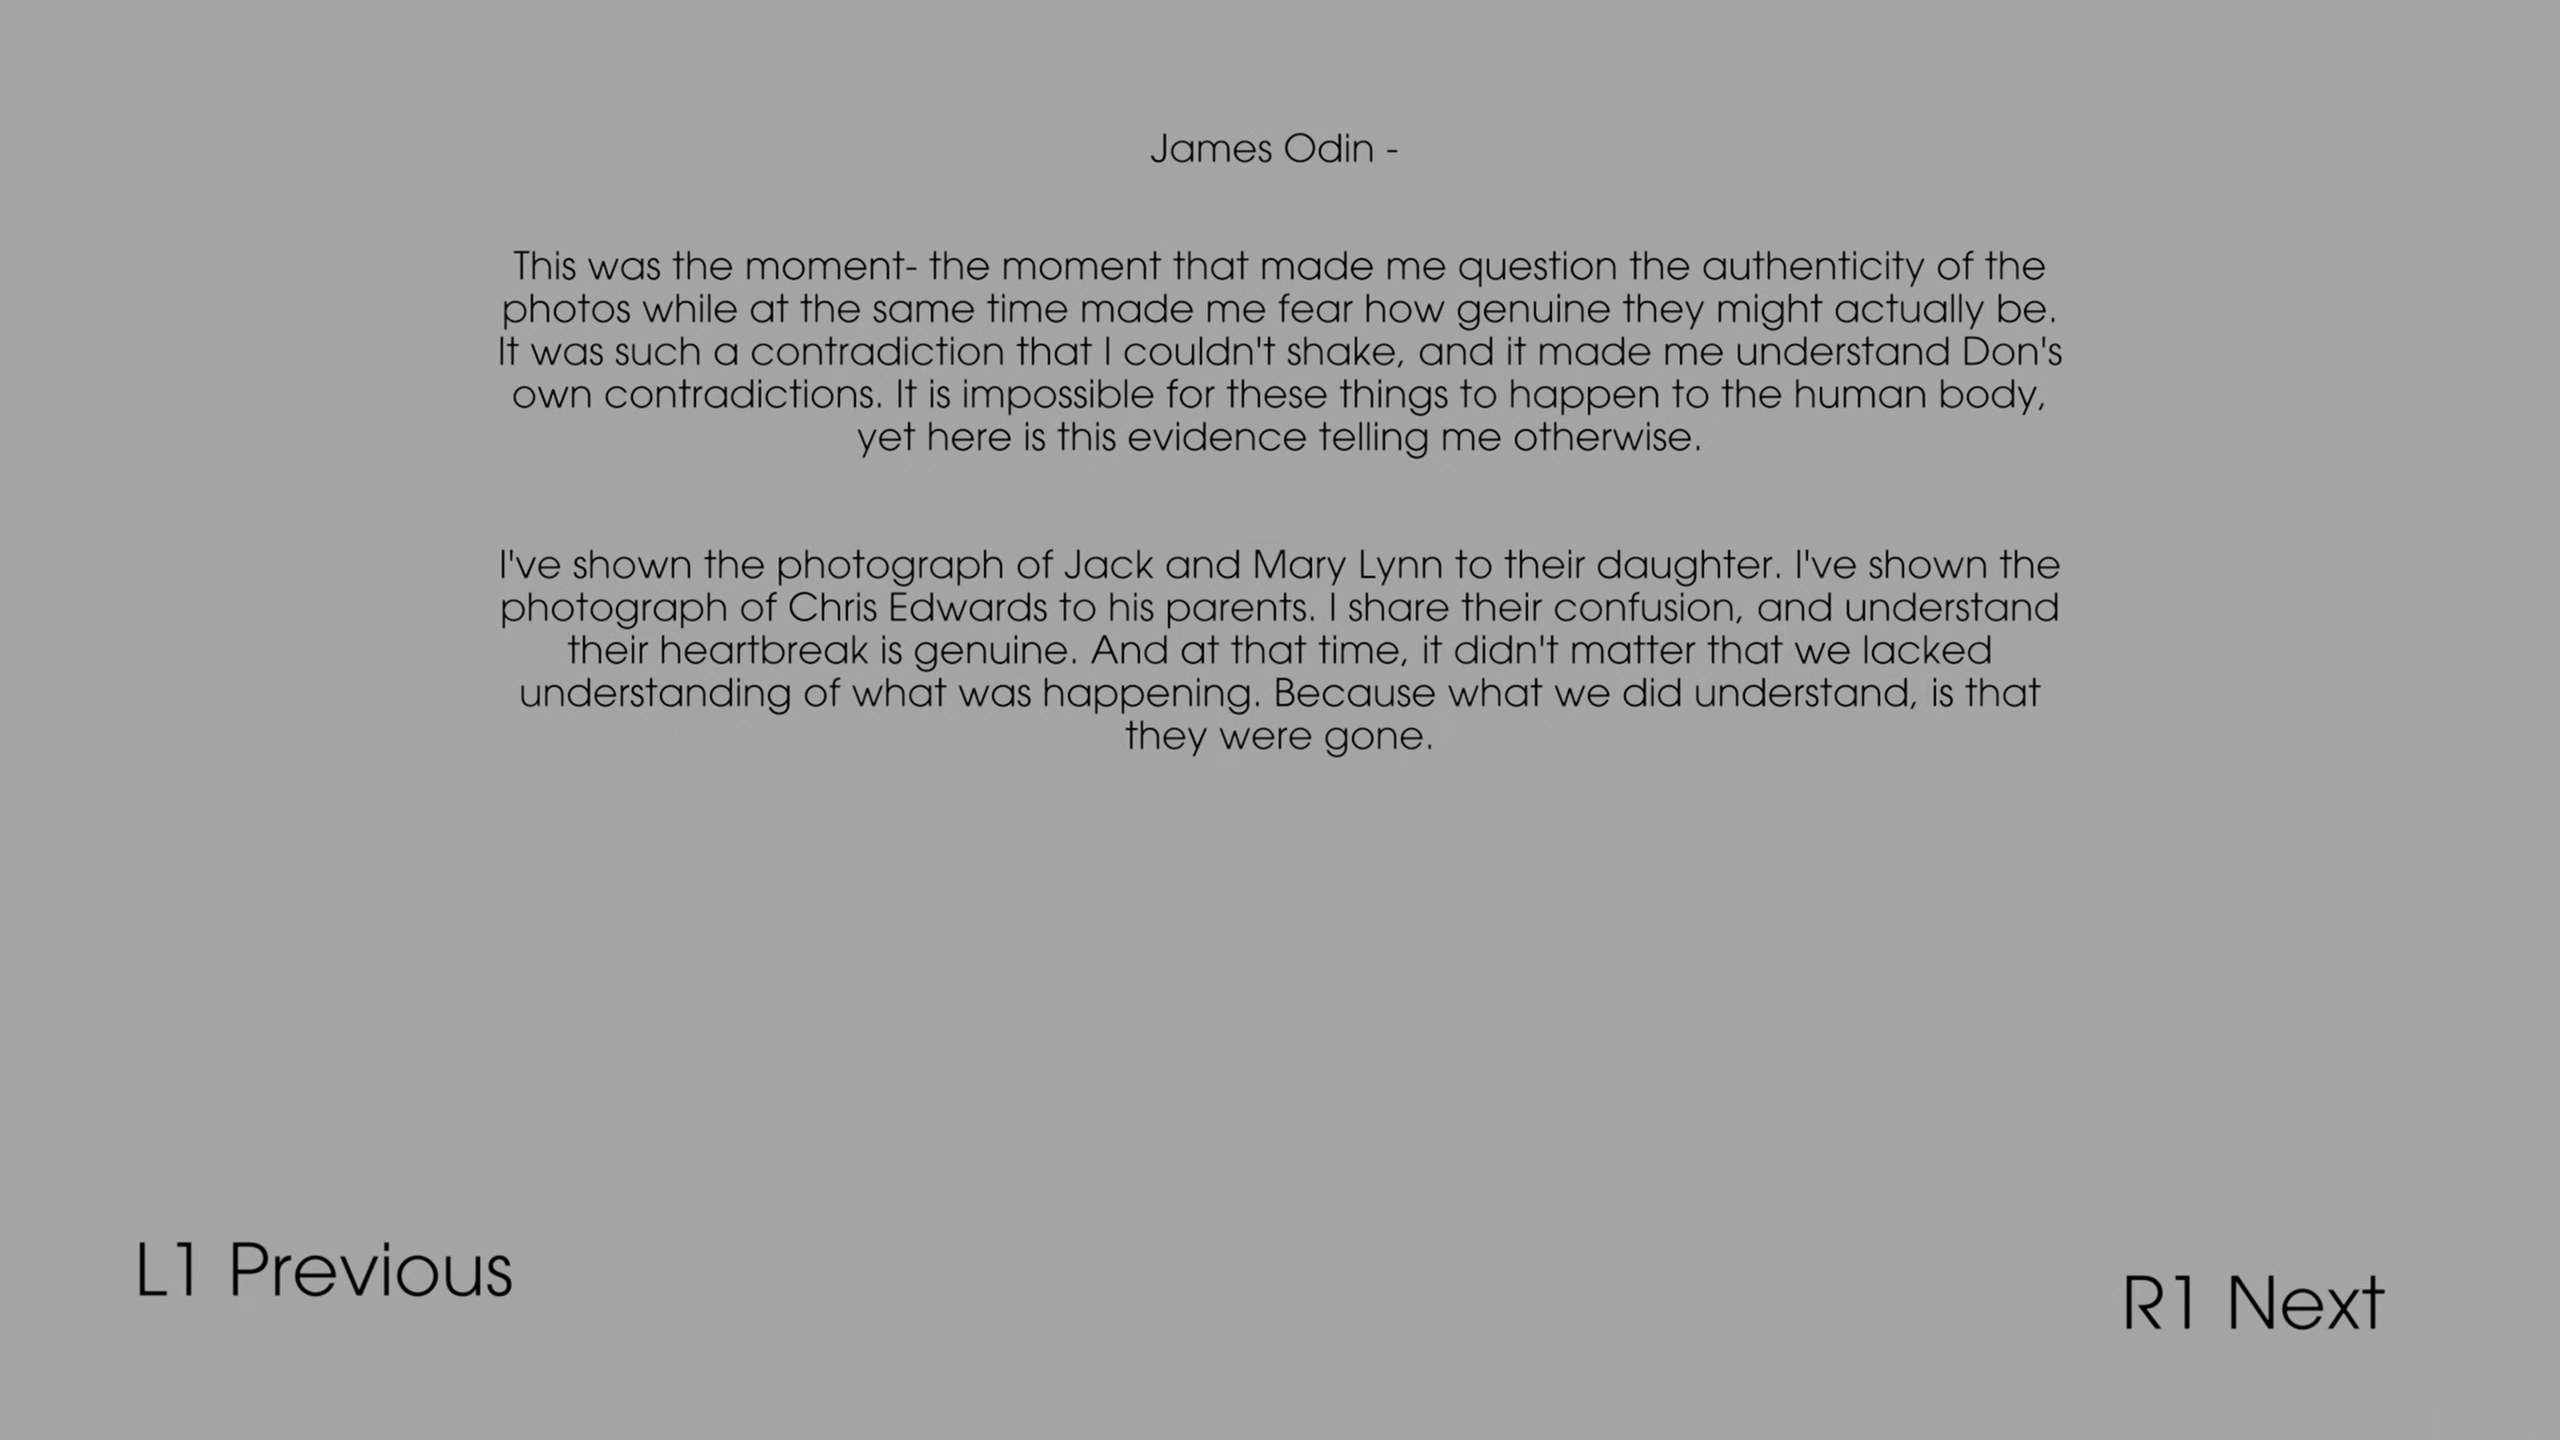 James Odin -
This was the moment- the moment that made me question the authenticity of the
photos while at the same time made me fear how genuine they might actually be.
It was such a contradiction that I couldn't shake, and it made me understand Don's
own contradictions. It is impossible for these things to happen to the human body,
yet here is this evidence telling me otherwise.
I've shown the photograph of Jack and Mary Lynn to their daughter. I've shown the
photograph of Chris Edwards to his parents. I share their confusion, and understand
their heartbreak is genuine. And at that time, it didn't matter that we lacked
understanding of what was happening. Because what we did understand, is that
they were gone.
L1 Previous
R1 Next